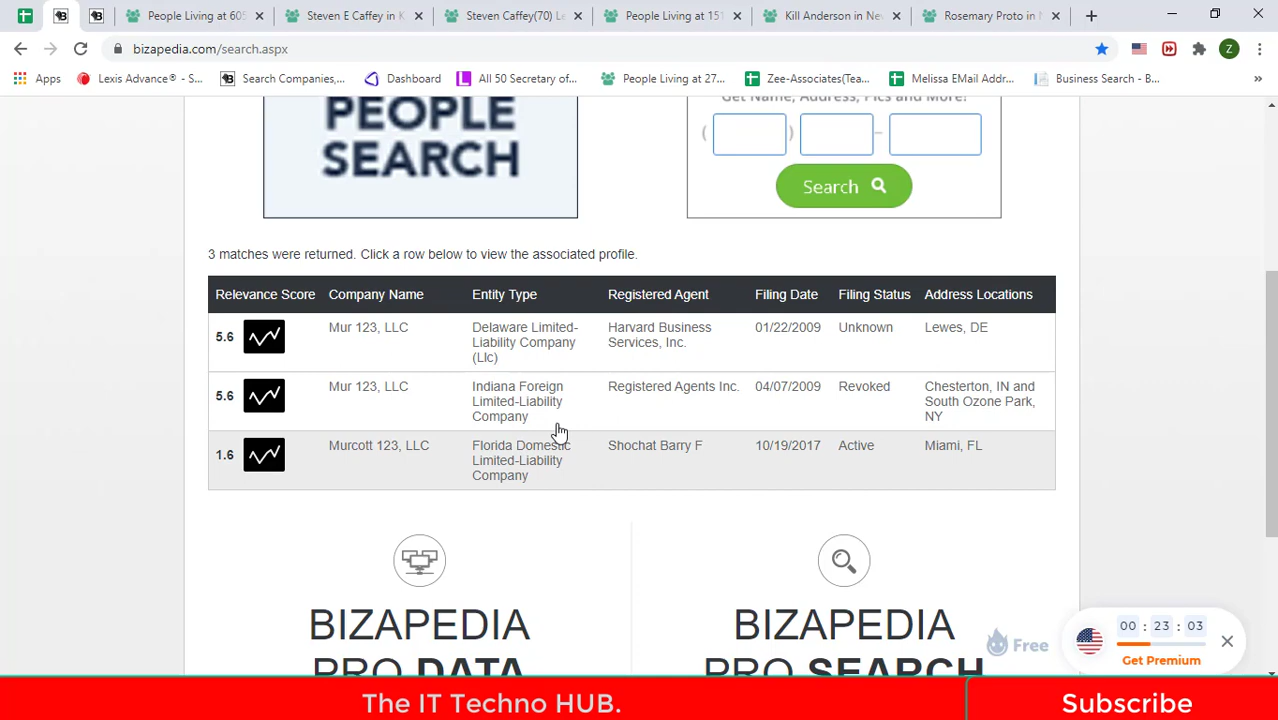 People Living at 605
Steven E Caffey in K
Steven Caffey(70) Le
People Living at 151
Kill Anderson in Ne
Rosemary Proto in N
bizapedia.com/search.aspx
Z
Apps
Lexis Advance® - S...
Search Companies,...
Dashboard
All 50 Secretary of...
People Living at 27...
Zee-Associates(Tea...
Melissa EMail Addr...
Business Search - B...
»
PEOPLE
SEARCH
Get Name, Address, Pics and More!
( ) –
Search
3 matches were returned. Click a row below to view the associated profile.
Relevance Score Company Name Entity Type Registered Agent Filing Date Filing Status Address Locations
5.6 Mur 123, LLC Delaware Limited- Harvard Business 01/22/2009 Unknown Lewes, DE
Liability Company Services, Inc.
(Llc)
5.6 Mur 123, LLC Indiana Foreign Registered Agents Inc. 04/07/2009 Revoked Chesterton, IN and
Limited-Liability South Ozone Park,
Company NY
1.6 Murcott 123, LLC Florida Domestic Shochat Barry F 10/19/2017 Active Miami, FL
Limited-Liability
Company
BIZAPEDIA
PRO DATA
BIZAPEDIA
PRO SEARCH
Free
00 : 23 : 03
Get Premium
The IT Techno HUB.
Subscribe